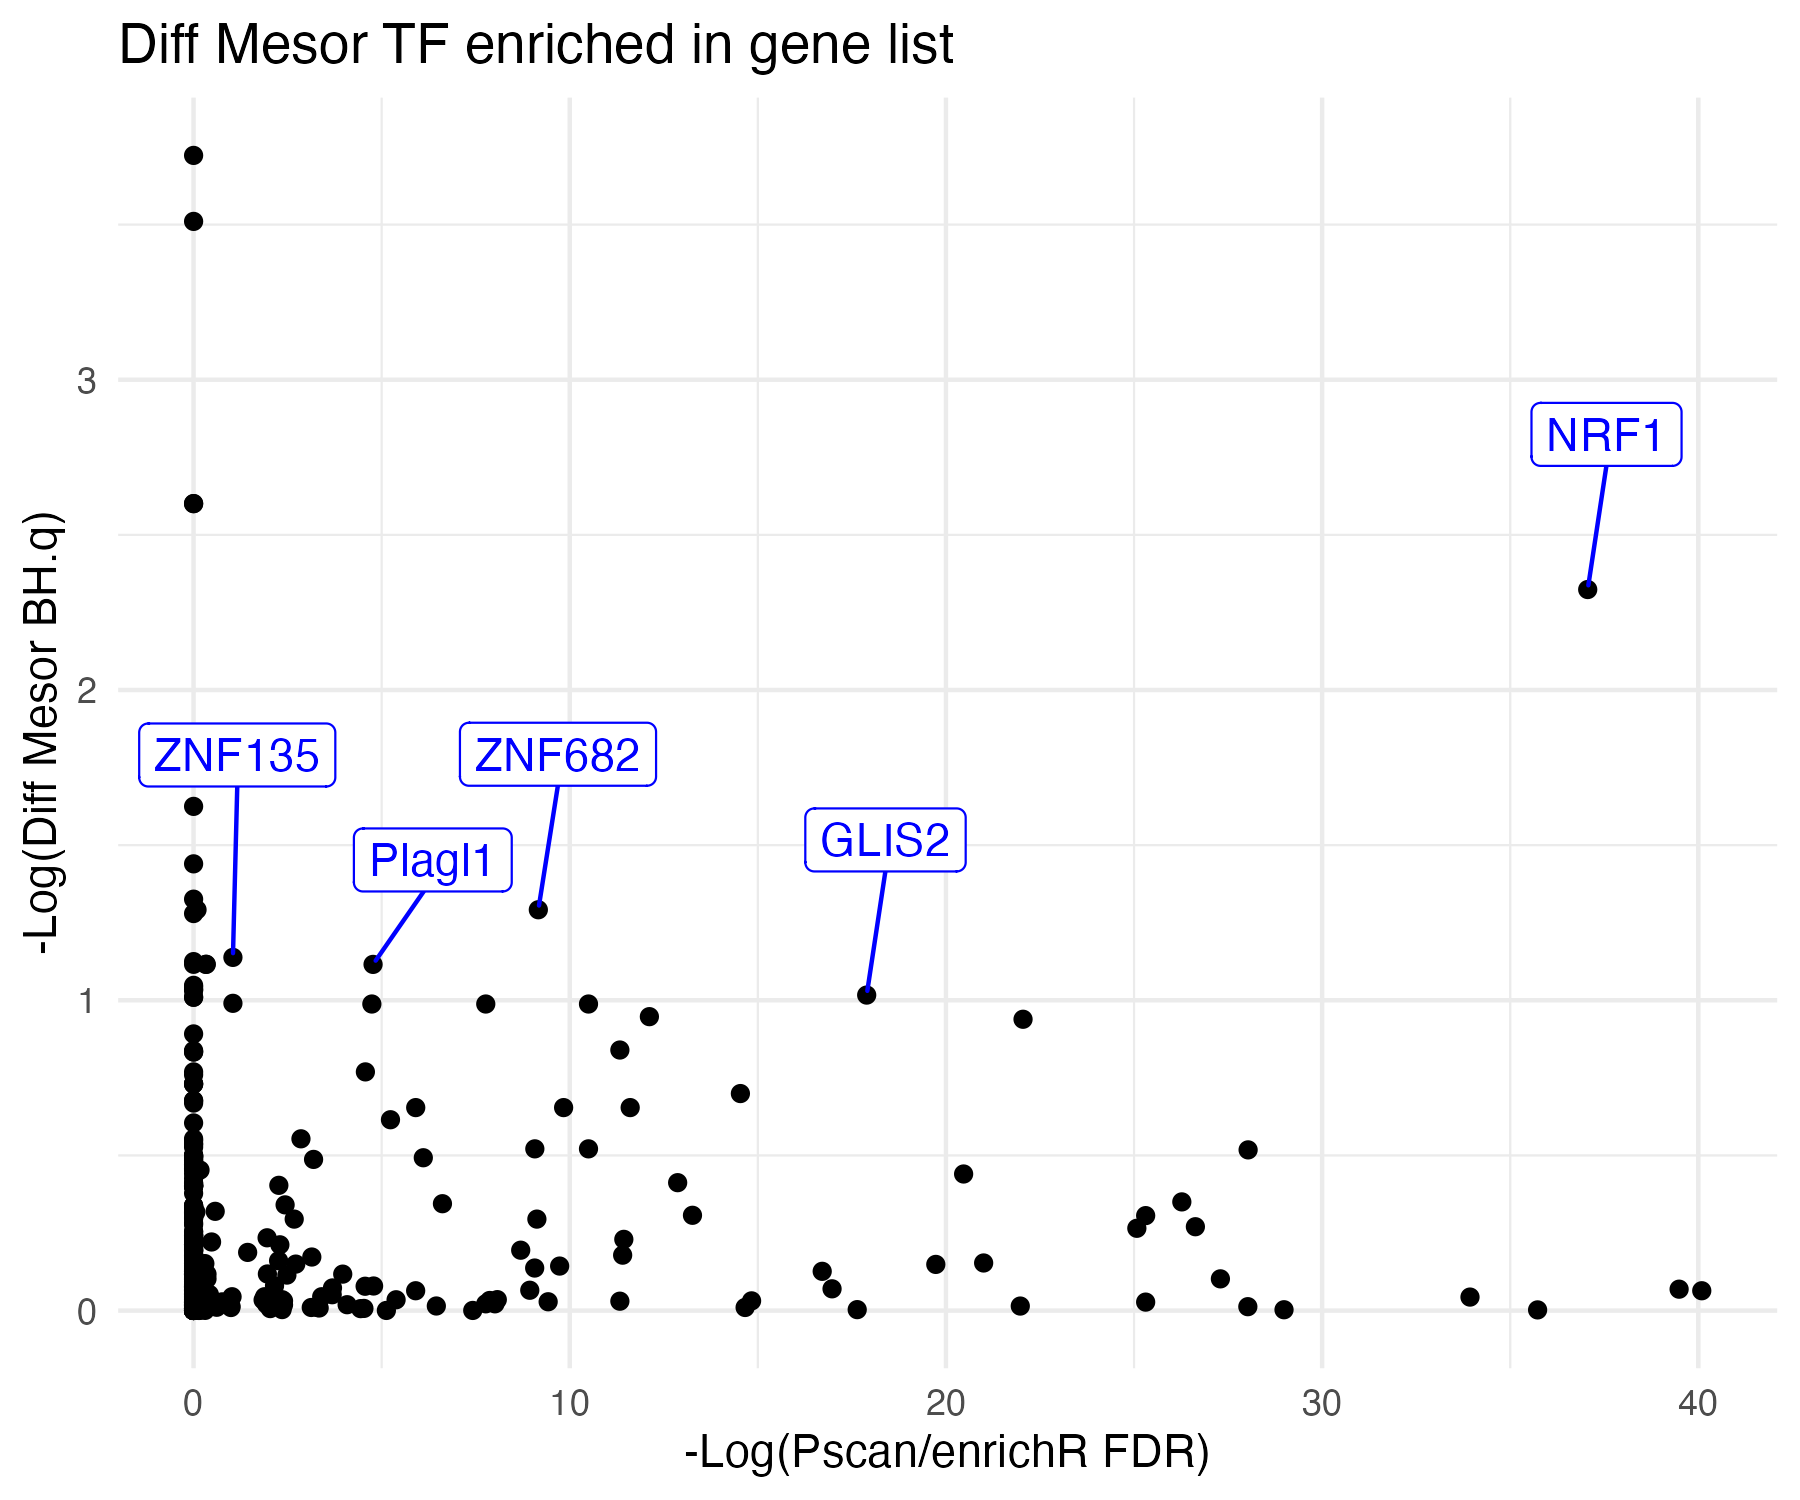 Diff Mesor TF enriched in gene list
-Log(Diff Mesor BH.q)
3
2
1
0
NRF1
ZNF135
ZNF682
Plagl1
GLIS2
0 10 20 30 40
-Log(Pscan/enrichR FDR)